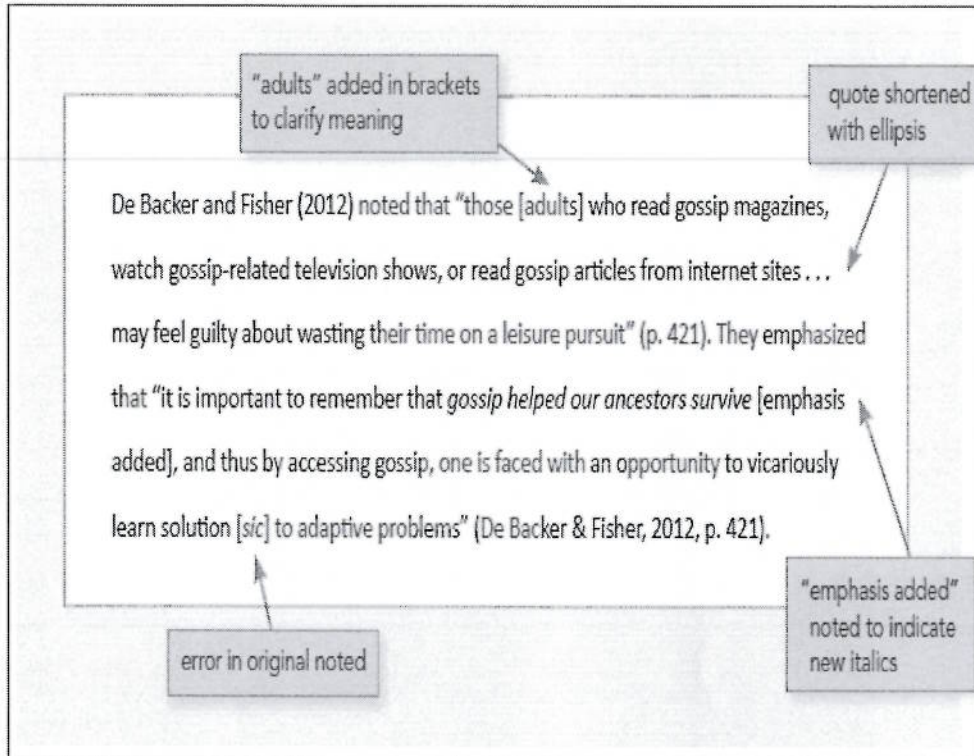 "adults" added in brackets
to clarify meaning
quote shortened
with ellipsis
De Backer and Fisher (2012) noted that "those [adults] who read gossip magazines,
watch gossip-related television shows, or read gossip articles from internet sites . . .
may feel guilty about wasting their time on a leisure pursuit" (p. 421). They emphasized
that "it is important to remember that gossip helped our ancestors survive [emphasis
added], and thus by accessing gossip, one is faced with an opportunity to vicariously
learn solution [sic] to adaptive problems" (De Backer & Fisher, 2012, p. 421).
error in original noted
"emphasis added"
noted to indicate
new italics